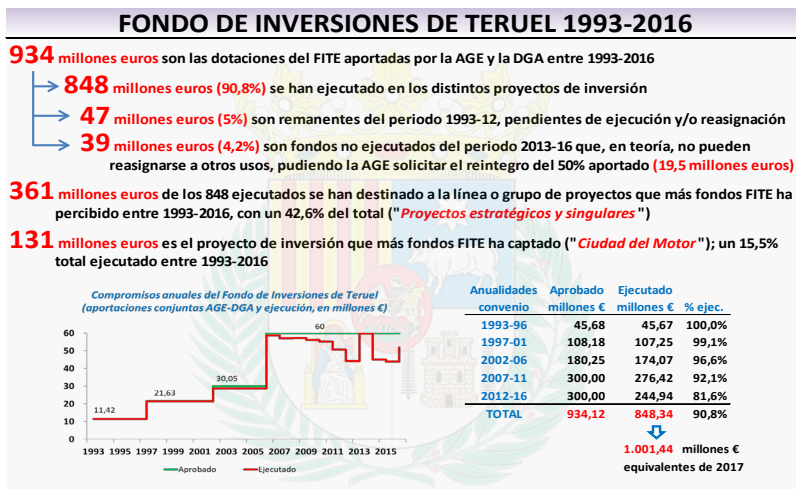 FONDO DE INVERSIONES DE TERUEL 1993-2016
934 millones euros son las dotaciones del FITE aportadas por la AGE y la DGA entre 1993-2016
848 millones euros (90,8%) se han ejecutado en los distintos proyectos de inversión
47 millones euros (5%) son remanentes del periodo 1993-12, pendientes de ejecución y/o reasignación
39 millones euros (4,2%) son fondos no ejecutados del periodo 2013-16 que, en teoría, no pueden
reasignarse a otros usos, pudiendo la AGE solicitar el reintegro del 50% aportado (19,5 millones euros)
361 millones euros de los 848 ejecutados se han destinado a la línea o grupo de proyectos que más fondos FITE ha
percibido entre 1993-2016, con un 42,6% del total ("Proyectos estratégicos y singulares")
131 millones euros es el proyecto de inversión que más fondos FITE ha captado ("Ciudad del Motor"); un 15,5%
total ejecutado entre 1993-2016
Compromisos anuales del Fondo de Inversiones de Teruel
(aportaciones conjuntas AGE-DGA y ejecución, en millones €)
60
50
40
30
20
10
0
11,42
21,63
30,05
60
1993 1995 1997 1999 2001 2003 2005 2007 2009 2011 2013 2015
Aprobado Ejecutado
Anualidades Aprobado Ejecutado
convenio millones € millones € % ejec.
1993-96 45,68 45,67 100,0%
1997-01 108,18 107,25 99,1%
2002-06 180,25 174,07 96,6%
2007-11 300,00 276,42 92,1%
2012-16 300,00 244,94 81,6%
TOTAL 934,12 848,34 90,8%
1.001,44 millones €
equivalentes de 2017